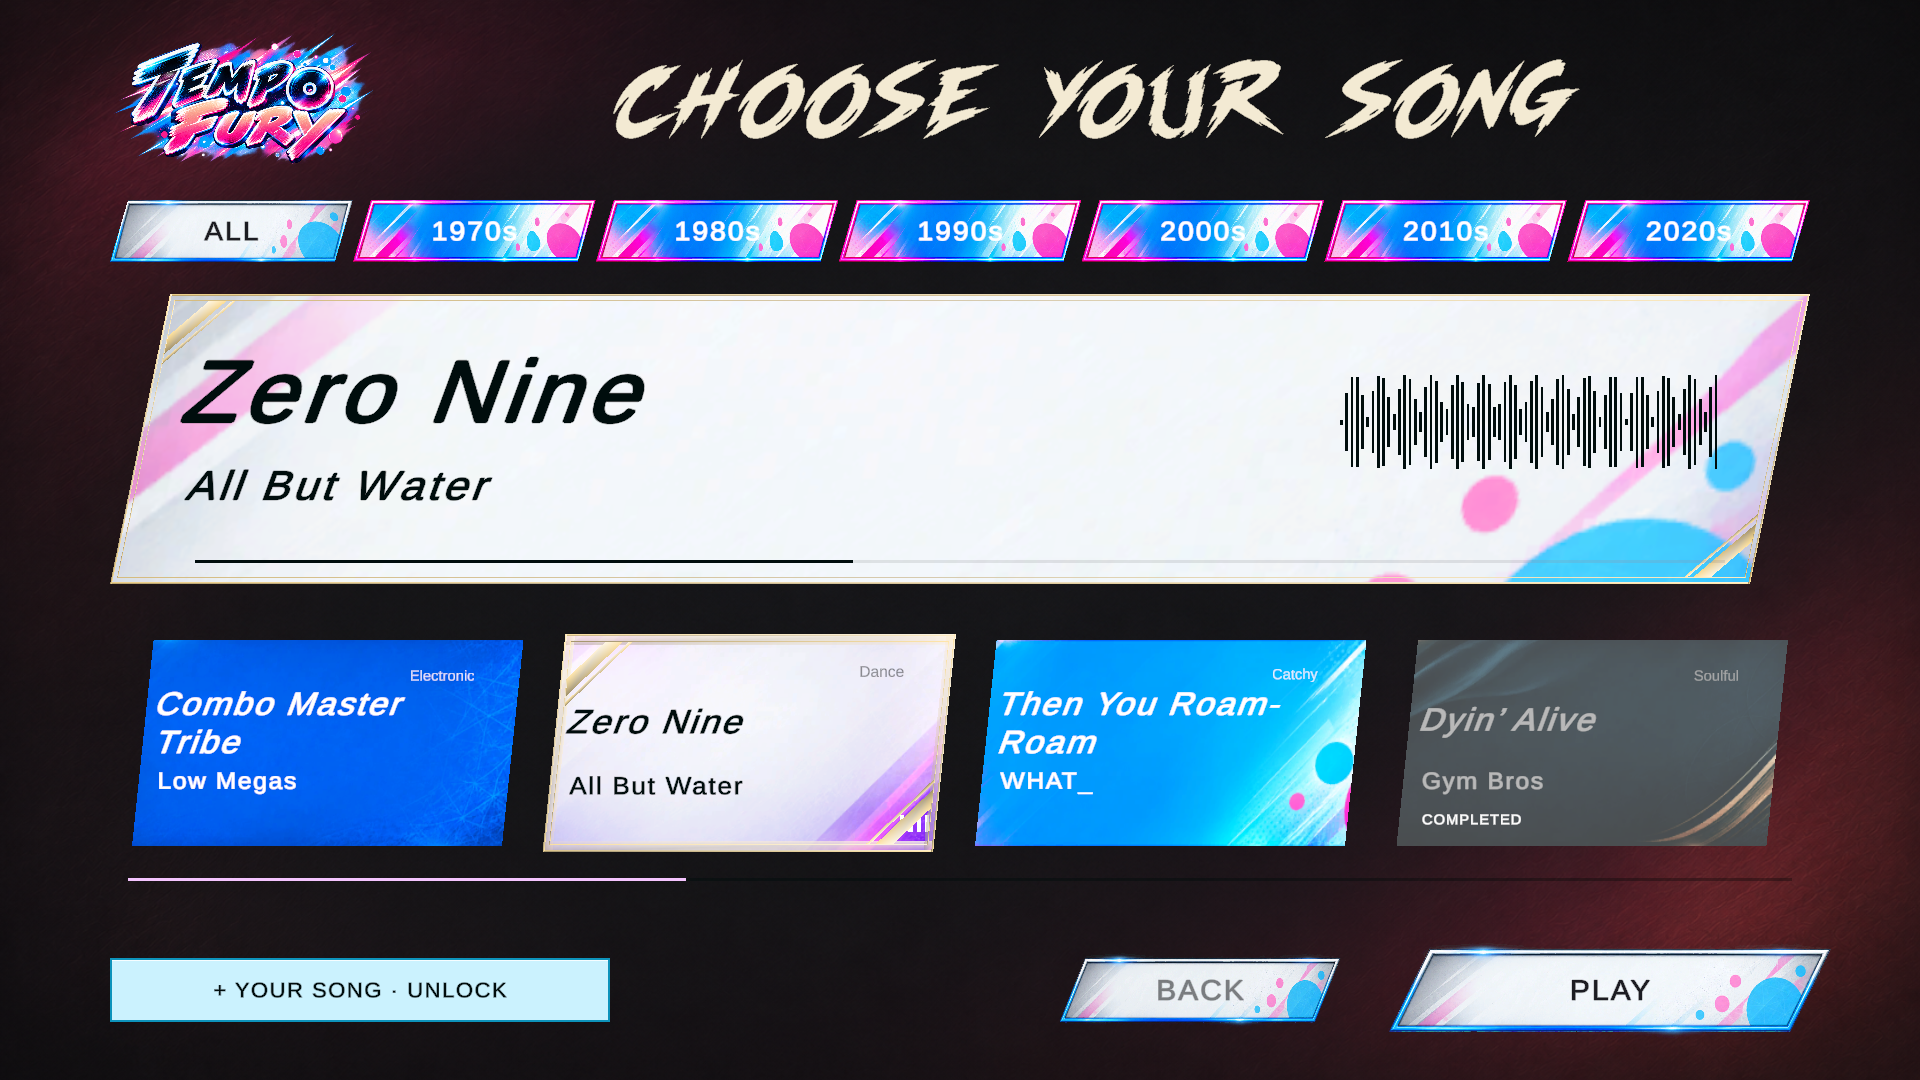 TEMPO
FURY
CHOOSE YOUR SONG
ALL
1970s
1980s
1990s
2000s
2010s
2020s
Zero Nine
All But Water
Electronic
Combo Master
Tribe
Low Megas
Dance
Zero Nine
All But Water
Catchy
Then You Roam-
Roam
WHAT_
Soulful
Dyin’ Alive
Gym Bros
COMPLETED
+ YOUR SONG · UNLOCK
BACK
PLAY